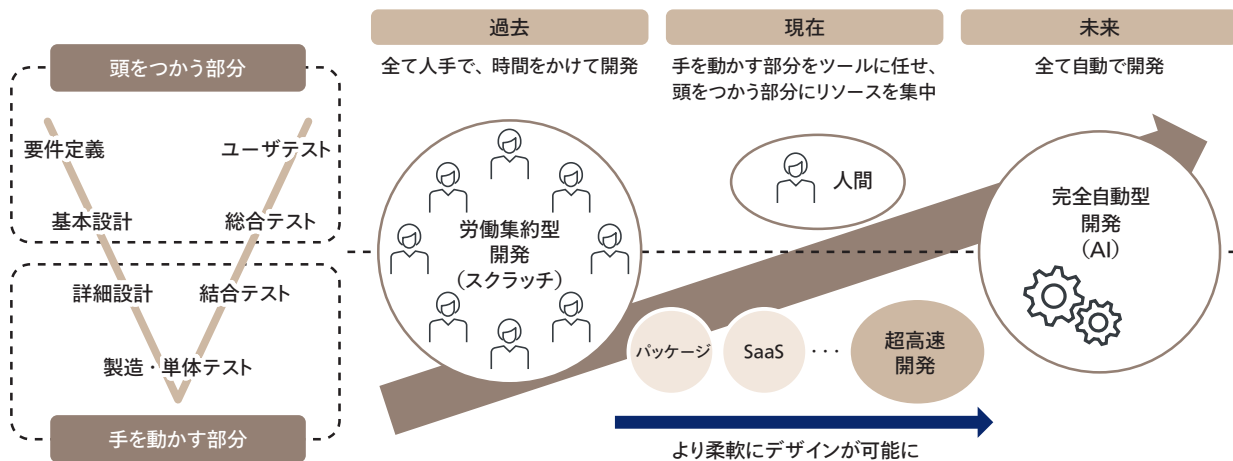 頭をつかう部分
要件定義
ユーザテスト
基本設計
総合テスト
詳細設計
結合テスト
製造・単体テスト
手を動かす部分
過去
全て人手で、時間をかけて開発
労働集約型
開発
(スクラッチ)
現在
手を動かす部分をツールに任せ、
頭をつかう部分にリソースを集中
人間
パッケージ
SaaS
・・・
超高速
開発
より柔軟にデザインが可能に
未来
全て自動で開発
完全自動型
開発
(AI)